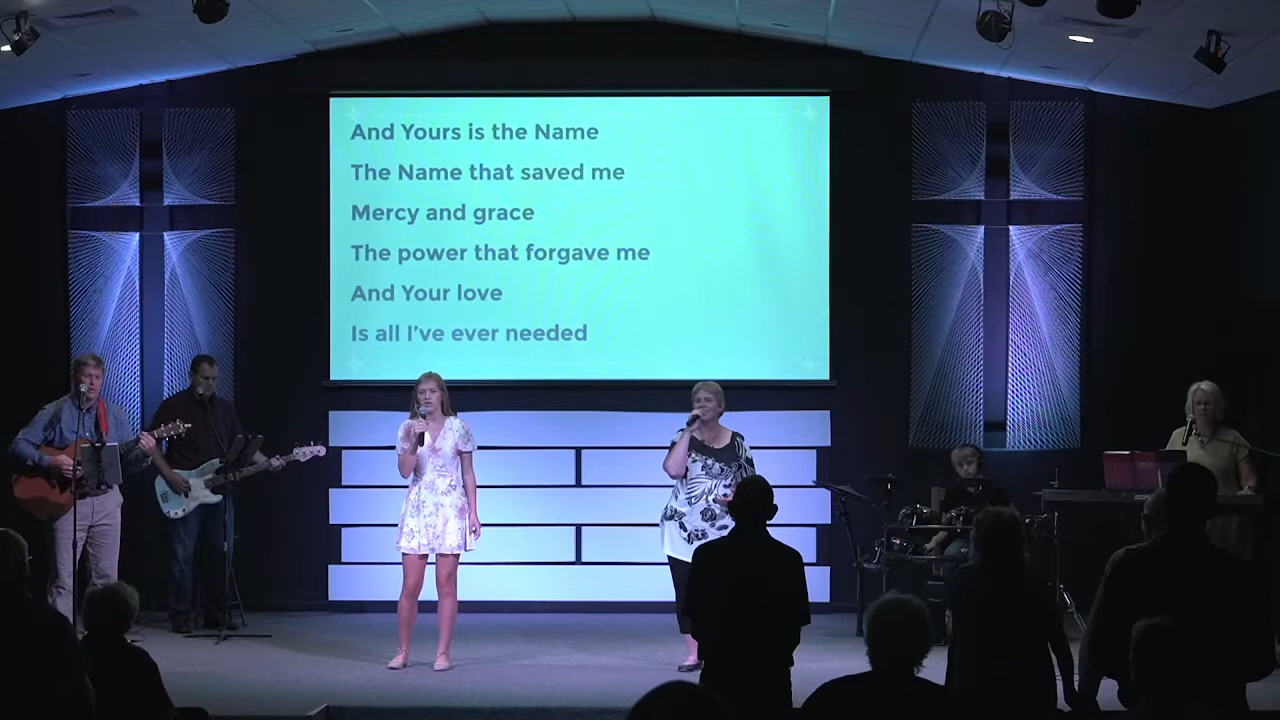 And Yours is the Name
The Name that saved me
Mercy and grace
The power that forgave me
And Your love
Is all I've ever needed